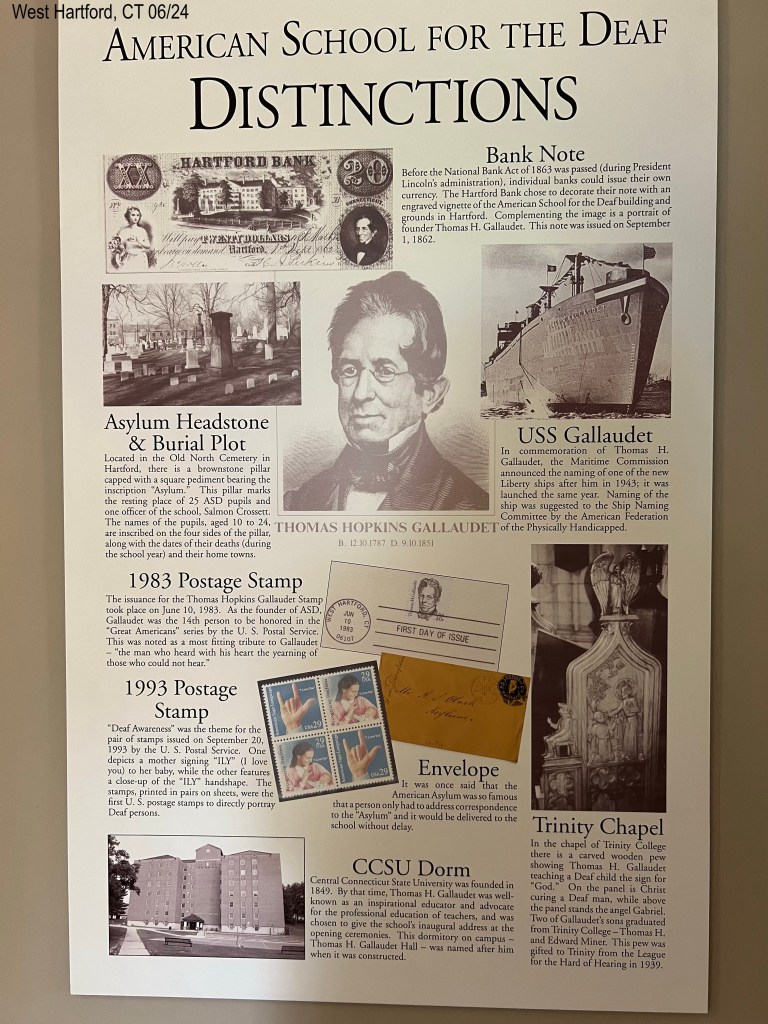 West Hartford, CT 06/24
AMERICAN SCHOOL FOR THE DEAF
DISTINCTIONS
HARTFORD BANK
XX
20
CONNECTICUT
Will pay TWENTY DOLLARS
on demand. Hartford,
Bank Note
Before the National Bank Act of 1863 was passed (during President
Lincoln's administration), individual banks could issue their own
currency. The Hartford Bank chose to decorate their note with an
engraved vignette of the American School for the Deaf building and
grounds in Hartford. Complementing the image is a portrait of
founder Thomas H. Gallaudet. This note was issued on September
1, 1862.
Asylum Headstone
& Burial Plot
Located in the Old North Cemetery in
Hartford, there is a brownstone pillar
capped with a square pediment bearing the
inscription "Asylum." This pillar marks
the resting place of 25 ASD pupils and
one officer of the school, Salmon Crossett.
The names of the pupils, aged 10 to 24,
are inscribed on the four sides of the pillar,
along with the dates of their deaths (during
the school year) and their home towns.
THOMAS HOPKINS GALLAUDET
B. 12.10.1787 D. 9.10.1851
USS Gallaudet
In commemoration of Thomas H.
Gallaudet, the Maritime Commission
announced the naming of one of the new
Liberty ships after him in 1943; it was
launched the same year. Naming of the
ship was suggested to the Ship Naming
Committee by the American Federation
of the Physically Handicapped.
1983 Postage Stamp
The issuance for the Thomas Hopkins Gallaudet Stamp
took place on June 10, 1983. As the founder of ASD,
Gallaudet was the 14th person to be honored in the
"Great Americans" series by the U. S. Postal Service.
This was noted as a most fitting tribute to Gallaudet
– "the man who heard with his heart the yearning of
those who could not hear."
WEST HARTFORD, CT
JUN
10
1983
06107
FIRST DAY OF ISSUE
1993 Postage
Stamp
"Deaf Awareness" was the theme for the
pair of stamps issued on September 20,
1993 by the U. S. Postal Service. One
depicts a mother signing "ILY" (I love
you) to her baby, while the other features
a close-up of the "ILY" handshape. The
stamps, printed in pairs on sheets, were the
first U. S. postage stamps to directly portray
Deaf persons.
USA 29
29
USA
29
USA
USA 29
Envelope
It was once said that the
American Asylum was so famous
that a person only had to address correspondence
to the "Asylum" and it would be delivered to the
school without delay.
Trinity Chapel
In the chapel of Trinity College
there is a carved wooden pew
showing Thomas H. Gallaudet
teaching a Deaf child the sign for
"God." On the panel is Christ
curing a Deaf man, while above
the panel stands the angel Gabriel.
Two of Gallaudet's sons graduated
from Trinity College – Thomas H.
and Edward Miner. This pew was
gifted to Trinity from the League
for the Hard of Hearing in 1939.
CCSU Dorm
Central Connecticut State University was founded in
1849. By that time, Thomas H. Gallaudet was well-
known as an inspirational educator and advocate
for the professional education of teachers, and was
chosen to give the school's inaugural address at the
opening ceremonies. This dormitory on campus –
Thomas H. Gallaudet Hall – was named after him
when it was constructed.